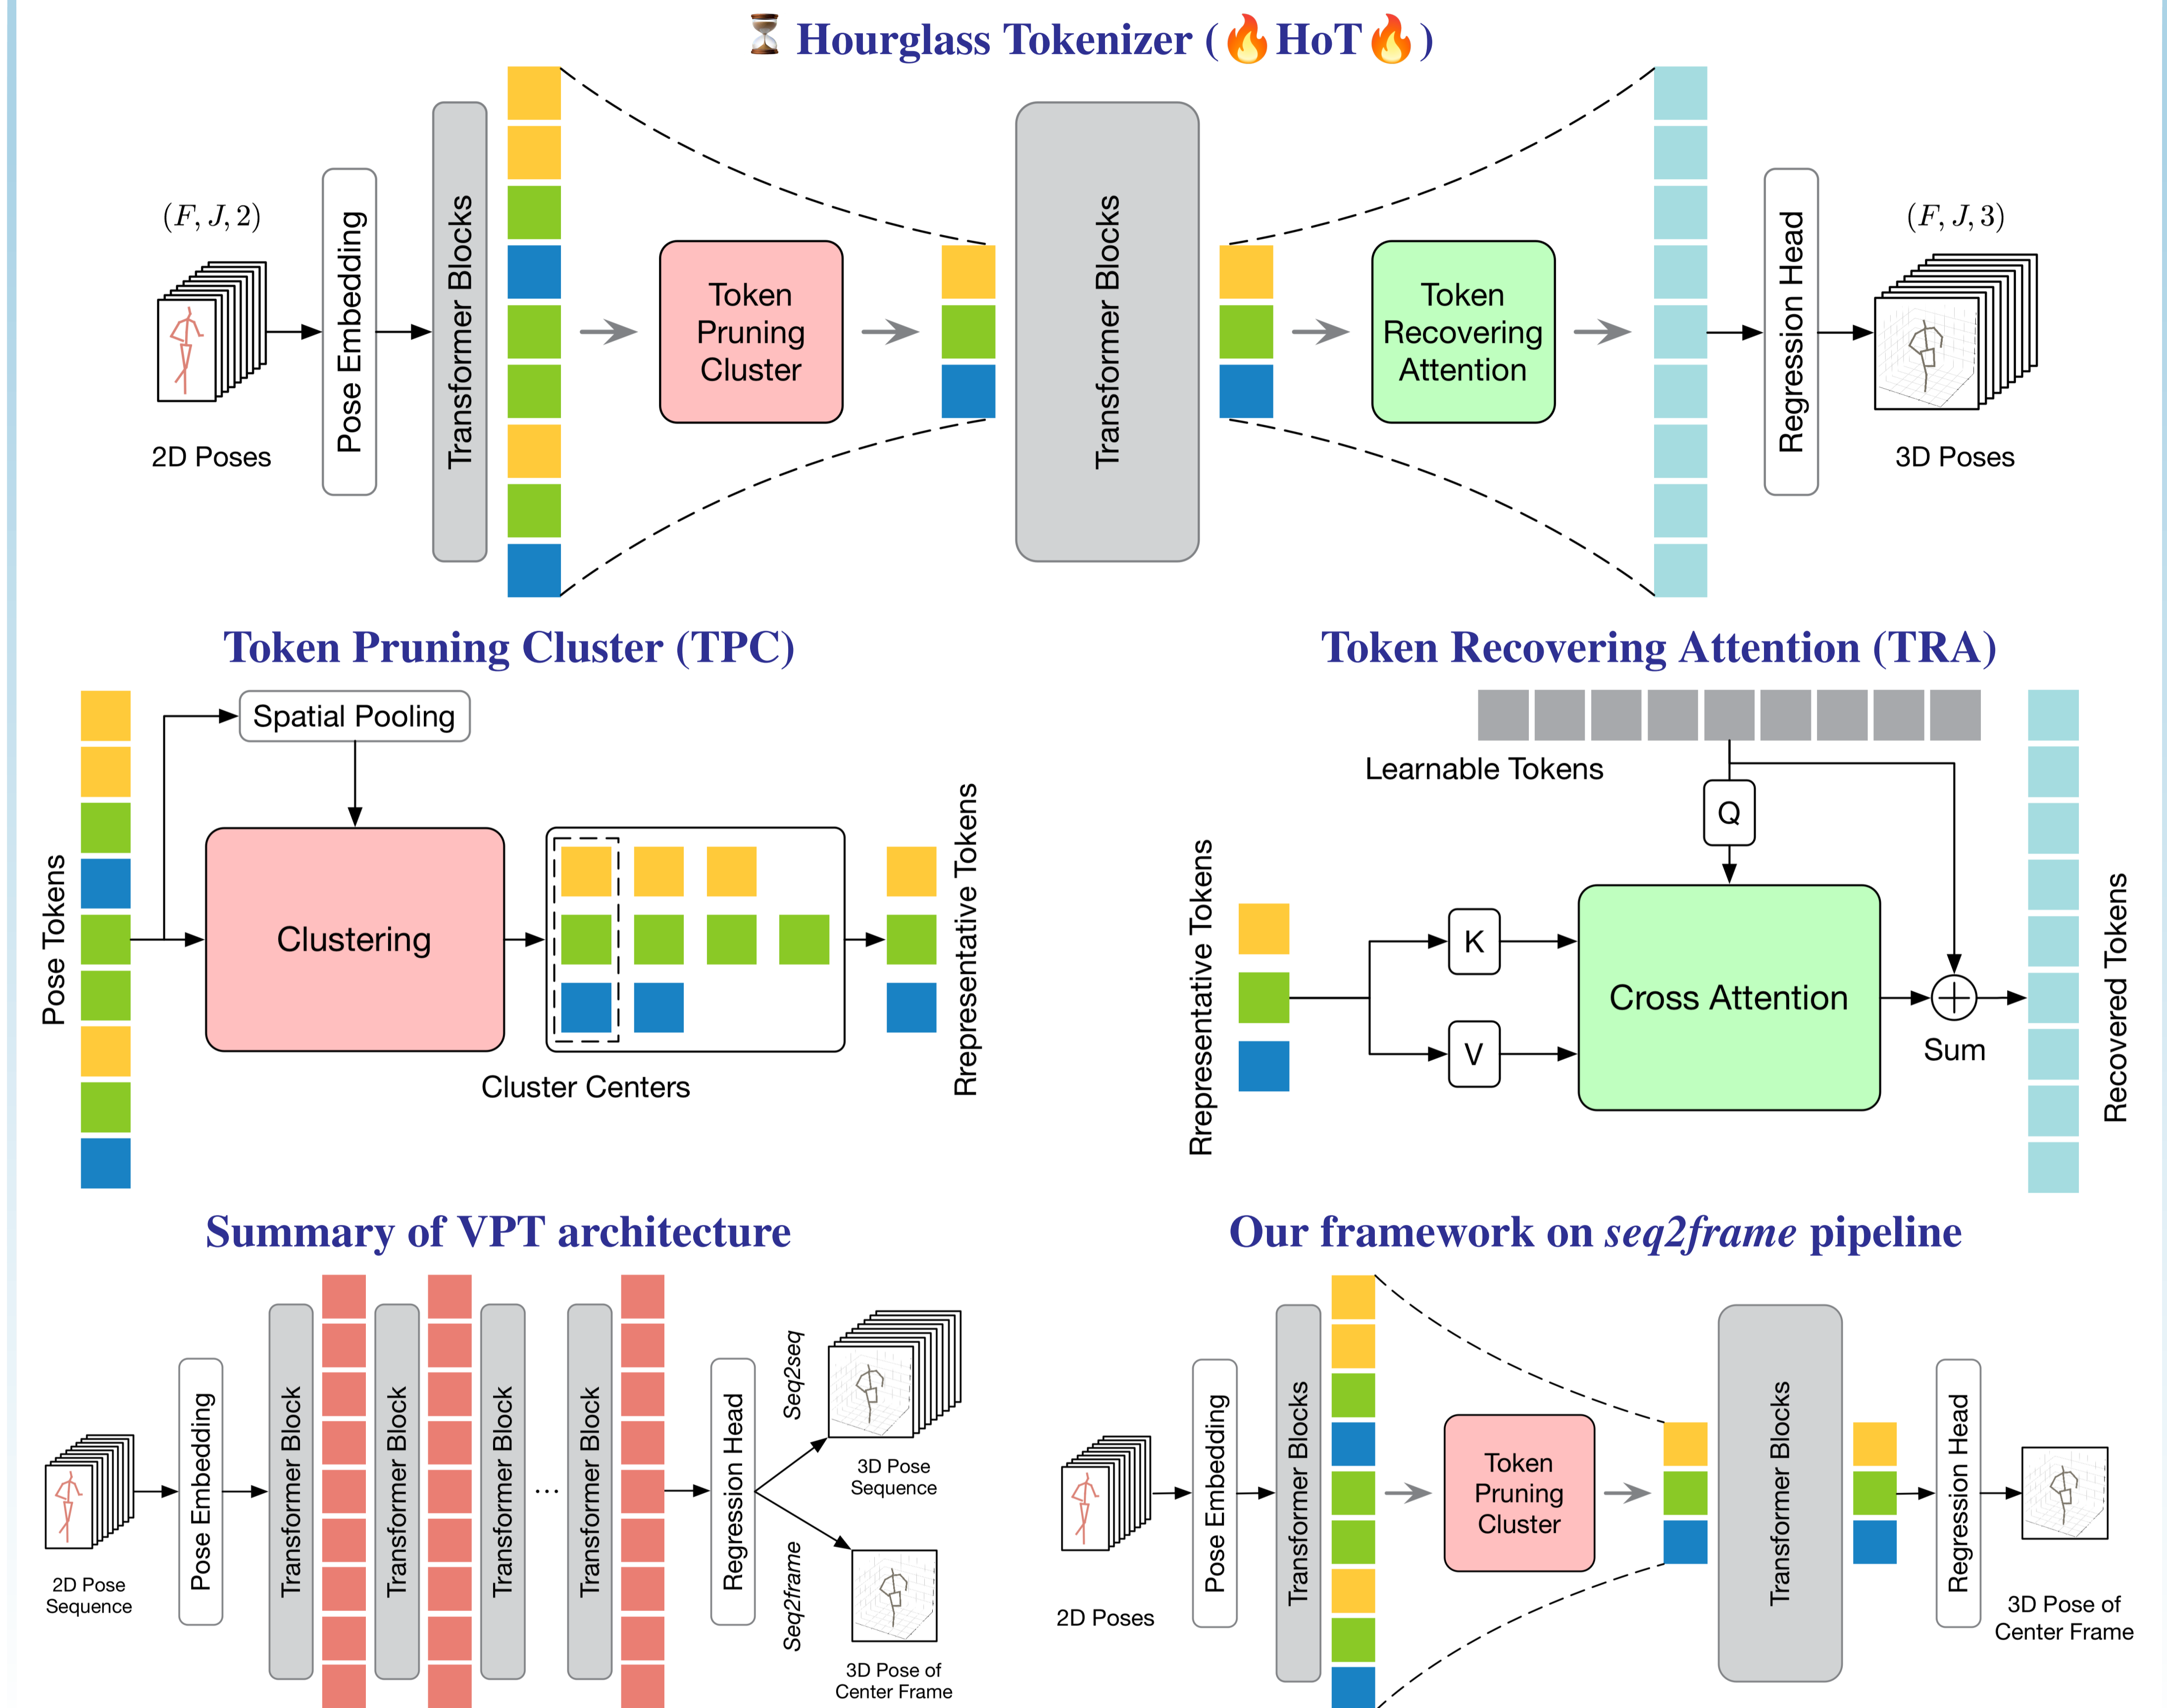 ⏳ Hourglass Tokenizer (🔥HoT🔥)
(F, J, 2)
2D Poses
Pose Embedding
Transformer Blocks
Token
Pruning
Cluster
Transformer Blocks
Token
Recovering
Attention
Regression Head
(F, J, 3)
3D Poses
Token Pruning Cluster (TPC)
Pose Tokens
Spatial Pooling
Clustering
Cluster Centers
Rrepresentative Tokens
Token Recovering Attention (TRA)
Learnable Tokens
Q
Rrepresentative Tokens
K
V
Cross Attention
Sum
Recovered Tokens
Summary of VPT architecture
2D Pose
Sequence
Pose Embedding
Transformer Block
Transformer Block
Transformer Block
...
Transformer Block
Regression Head
Seq2seq
3D Pose
Sequence
Seq2frame
3D Pose of
Center Frame
Our framework on seq2frame pipeline
2D Poses
Pose Embedding
Transformer Blocks
Token
Pruning
Cluster
Transformer Blocks
Regression Head
3D Pose of
Center Frame